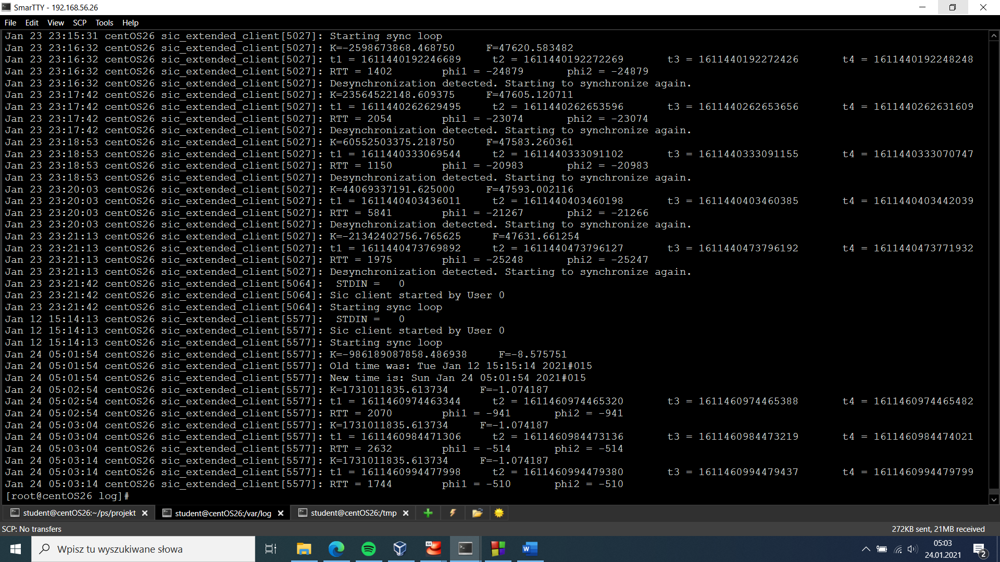 SmarTTY - 192.168.56.26
File Edit View SCP Tools Help
Jan 23 23:15:31 centOS26 sic_extended_client[5027]: Starting sync loop
Jan 23 23:16:32 centOS26 sic_extended_client[5027]: K=-2598673868.468750 F=47620.583482
Jan 23 23:16:32 centOS26 sic_extended_client[5027]: t1 = 1611440192246689 t2 = 1611440192272269 t3 = 1611440192272426 t4 = 1611440192248248
Jan 23 23:16:32 centOS26 sic_extended_client[5027]: RTT = 1402 phi1 = -24879 phi2 = -24879
Jan 23 23:16:32 centOS26 sic_extended_client[5027]: Desynchronization detected. Starting to synchronize again.
Jan 23 23:17:42 centOS26 sic_extended_client[5027]: K=23564522148.609375 F=47605.120711
Jan 23 23:17:42 centOS26 sic_extended_client[5027]: t1 = 1611440262629495 t2 = 1611440262653596 t3 = 1611440262653656 t4 = 1611440262631609
Jan 23 23:17:42 centOS26 sic_extended_client[5027]: RTT = 2054 phi1 = -23074 phi2 = -23074
Jan 23 23:17:42 centOS26 sic_extended_client[5027]: Desynchronization detected. Starting to synchronize again.
Jan 23 23:18:53 centOS26 sic_extended_client[5027]: K=60552503375.218750 F=47583.260361
Jan 23 23:18:53 centOS26 sic_extended_client[5027]: t1 = 1611440333069544 t2 = 1611440333091102 t3 = 1611440333091155 t4 = 1611440333070747
Jan 23 23:18:53 centOS26 sic_extended_client[5027]: RTT = 1150 phi1 = -20983 phi2 = -20983
Jan 23 23:18:53 centOS26 sic_extended_client[5027]: Desynchronization detected. Starting to synchronize again.
Jan 23 23:20:03 centOS26 sic_extended_client[5027]: K=44069337191.625000 F=47593.002116
Jan 23 23:20:03 centOS26 sic_extended_client[5027]: t1 = 1611440403436011 t2 = 1611440403460198 t3 = 1611440403460385 t4 = 1611440403442039
Jan 23 23:20:03 centOS26 sic_extended_client[5027]: RTT = 5841 phi1 = -21267 phi2 = -21266
Jan 23 23:20:03 centOS26 sic_extended_client[5027]: Desynchronization detected. Starting to synchronize again.
Jan 23 23:21:13 centOS26 sic_extended_client[5027]: K=-21342402756.765625 F=47631.661254
Jan 23 23:21:13 centOS26 sic_extended_client[5027]: t1 = 1611440473769892 t2 = 1611440473796127 t3 = 1611440473796192 t4 = 1611440473771932
Jan 23 23:21:13 centOS26 sic_extended_client[5027]: RTT = 1975 phi1 = -25248 phi2 = -25247
Jan 23 23:21:13 centOS26 sic_extended_client[5027]: Desynchronization detected. Starting to synchronize again.
Jan 23 23:21:42 centOS26 sic_extended_client[5064]: STDIN = 0
Jan 23 23:21:42 centOS26 sic_extended_client[5064]: Sic client started by User 0
Jan 23 23:21:42 centOS26 sic_extended_client[5064]: Starting sync loop
Jan 12 15:14:13 centOS26 sic_extended_client[5577]: STDIN = 0
Jan 12 15:14:13 centOS26 sic_extended_client[5577]: Sic client started by User 0
Jan 12 15:14:13 centOS26 sic_extended_client[5577]: Starting sync loop
Jan 24 05:01:54 centOS26 sic_extended_client[5577]: K=-986189087858.486938 F=-8.575751
Jan 24 05:01:54 centOS26 sic_extended_client[5577]: Old time was: Tue Jan 12 15:15:14 2021#015
Jan 24 05:01:54 centOS26 sic_extended_client[5577]: New time is: Sun Jan 24 05:01:54 2021#015
Jan 24 05:02:54 centOS26 sic_extended_client[5577]: K=1731011835.613734 F=-1.074187
Jan 24 05:02:54 centOS26 sic_extended_client[5577]: t1 = 1611460974463344 t2 = 1611460974465320 t3 = 1611460974465388 t4 = 1611460974465482
Jan 24 05:02:54 centOS26 sic_extended_client[5577]: RTT = 2070 phi1 = -941 phi2 = -941
Jan 24 05:03:04 centOS26 sic_extended_client[5577]: K=1731011835.613734 F=-1.074187
Jan 24 05:03:04 centOS26 sic_extended_client[5577]: t1 = 1611460984471306 t2 = 1611460984473136 t3 = 1611460984473219 t4 = 1611460984474021
Jan 24 05:03:04 centOS26 sic_extended_client[5577]: RTT = 2632 phi1 = -514 phi2 = -514
Jan 24 05:03:14 centOS26 sic_extended_client[5577]: K=1731011835.613734 F=-1.074187
Jan 24 05:03:14 centOS26 sic_extended_client[5577]: t1 = 1611460994477998 t2 = 1611460994479380 t3 = 1611460994479437 t4 = 1611460994479799
Jan 24 05:03:14 centOS26 sic_extended_client[5577]: RTT = 1744 phi1 = -510 phi2 = -510
[root@centOS26 log]#
student@centOS26:~/ps/projekt student@centOS26:/var/log student@centOS26:/tmp
SCP: No transfers 272KB sent, 21MB received
Wpisz tu wyszukiwane słowa
64
05:03
24.01.2021
2